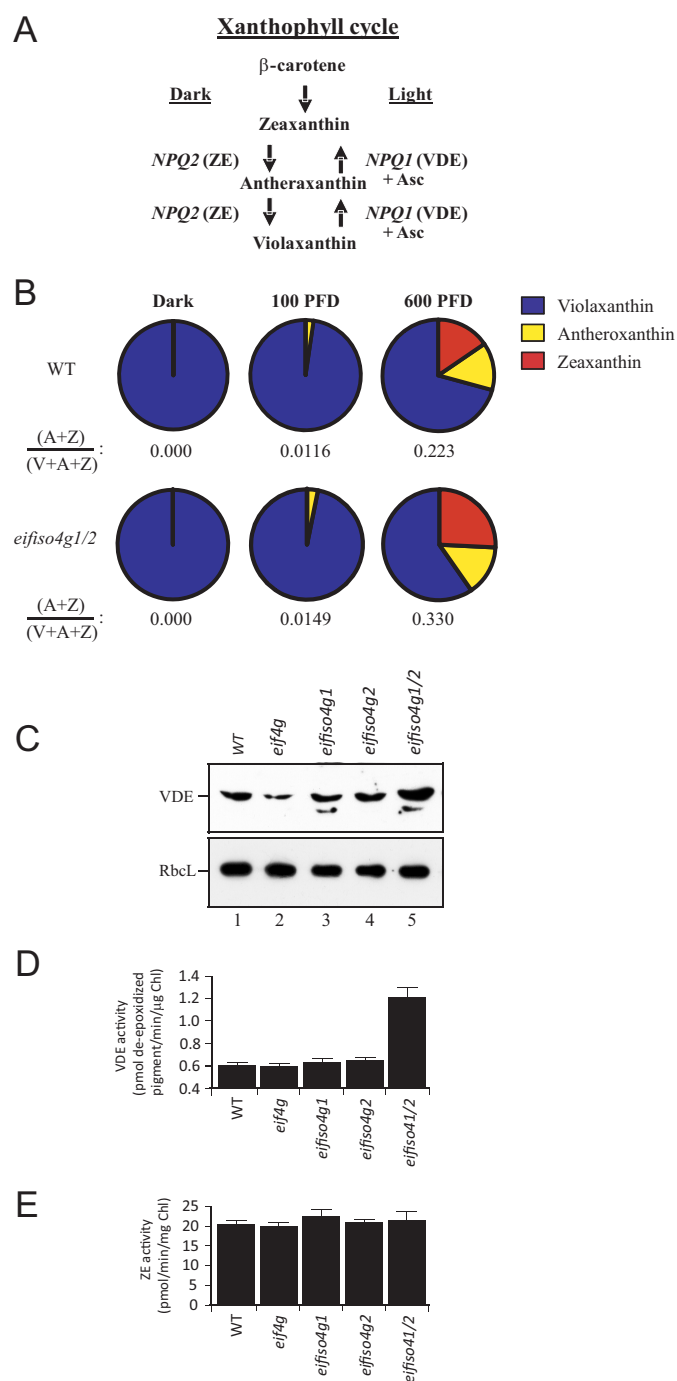 A
Xanthophyll cycle
β-carotene
Dark
Light
Zeaxanthin
NPQ2 (ZE)
NPQ1 (VDE)
+ Asc
Antheraxanthin
NPQ2 (ZE)
NPQ1 (VDE)
+ Asc
Violaxanthin
B
Dark
100 PFD
600 PFD
Violaxanthin
Antheroxanthin
Zeaxanthin
WT
(A+Z)
(V+A+Z)
:
0.000
0.0116
0.223
eifiso4g1/2
(A+Z)
(V+A+Z)
:
0.000
0.0149
0.330
C
WT
eif4g
eifiso4g1
eifiso4g2
eifiso4g1/2
VDE
RbcL
1 2 3 4 5
D
VDE activity
(pmol de-epoxidized
pigment/min/µg Chl)
1.4
1.2
1.0
0.8
0.6
0.4
WT
eif4g
eifiso4g1
eifiso4g2
eifiso41/2
E
ZE activity
(pmol/min/mg Chl)
25
20
15
10
5
0
WT
eif4g
eifiso4g1
eifiso4g2
eifiso41/2